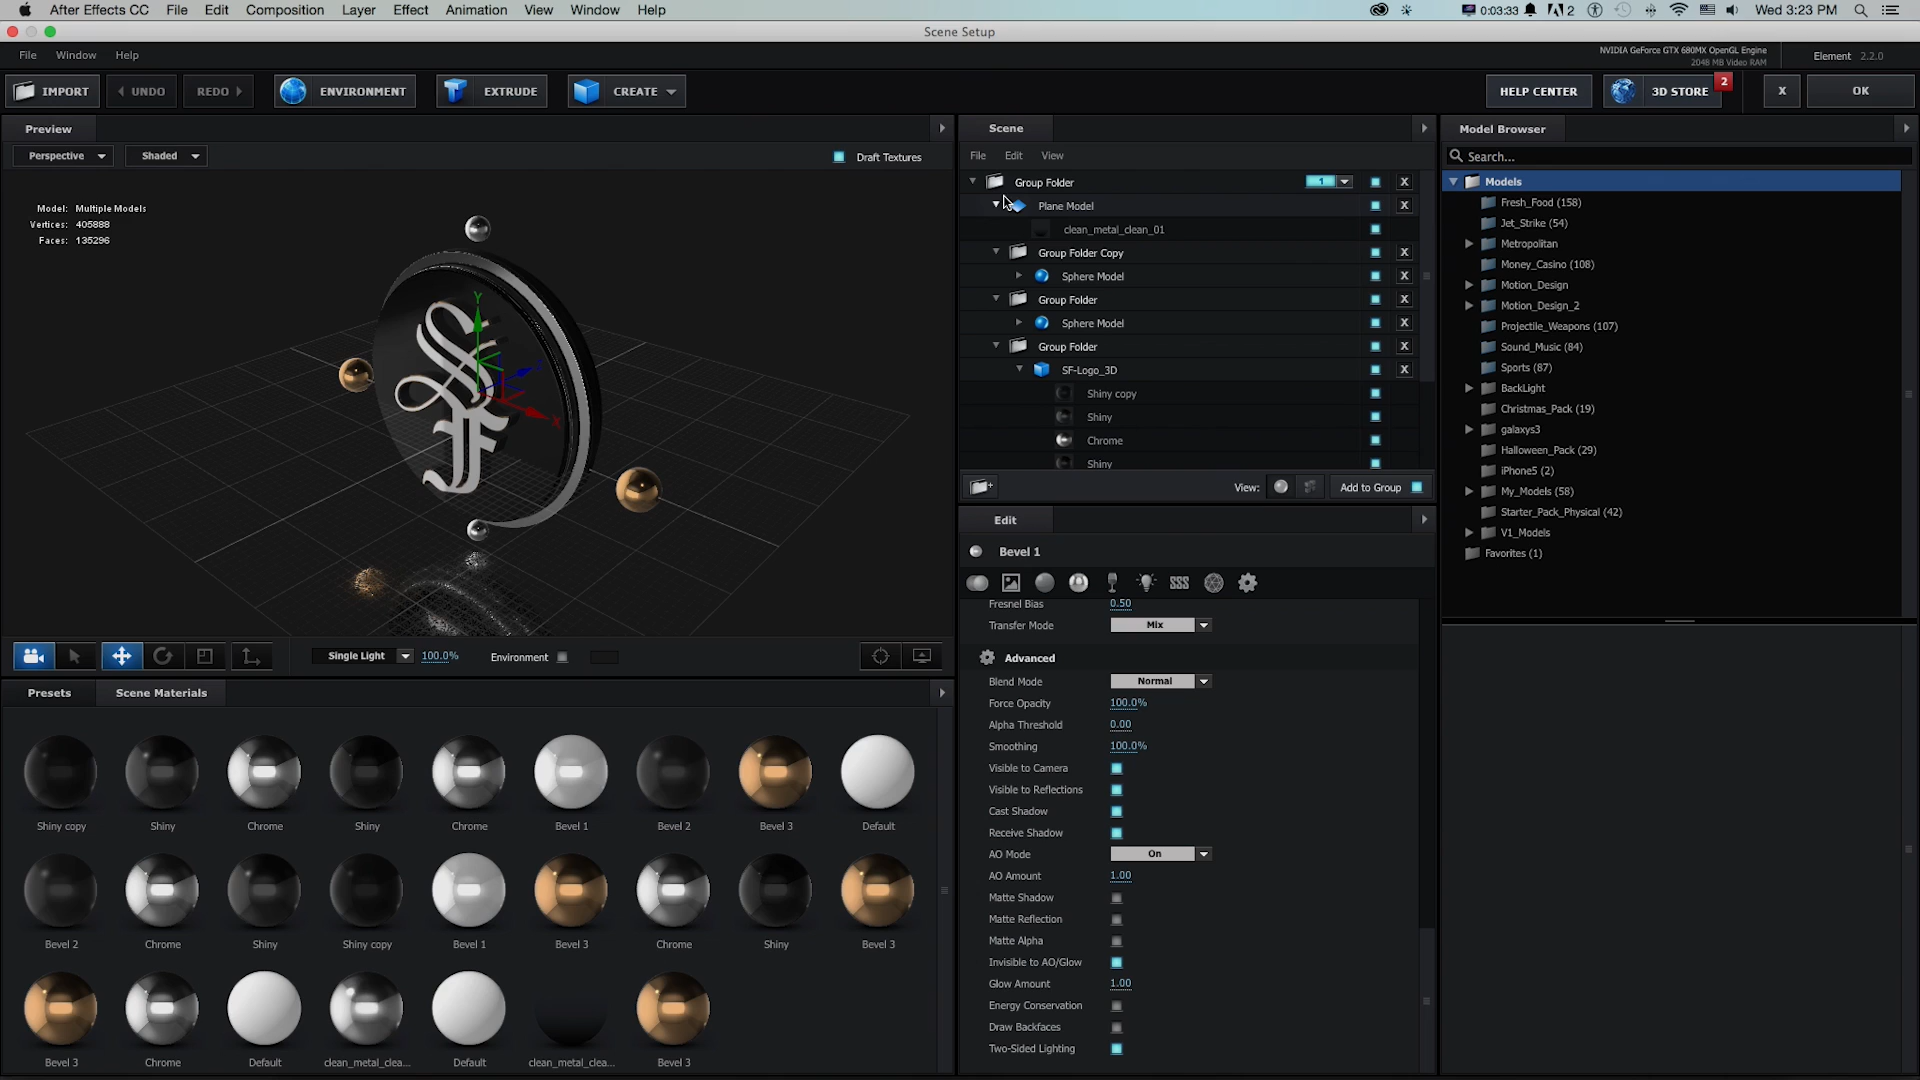 After Effects CC File Edit Composition Layer Effect Animation View Window Help 0:03:33 2 Wed 3:23 PM
Scene Setup
File Window Help
NVIDIA GeForce GTX 680MX OpenGL Engine
2048 MB Video RAM
Element 2.2.0
IMPORT UNDO REDO ENVIRONMENT EXTRUDE CREATE HELP CENTER 3D STORE 2 X OK
Preview
Perspective Shaded Draft Textures
Model: Multiple Models
Vertices: 405888
Faces: 135296
Y
X
SF
Single Light 100.0% Environment
Presets Scene Materials
Shiny copy Shiny Chrome Shiny Chrome Bevel 1 Bevel 2 Bevel 3 Default
Bevel 2 Chrome Shiny Shiny copy Bevel 1 Bevel 3 Chrome Shiny Bevel 3
Bevel 3 Chrome Default clean_metal_clea... Default clean_metal_clea... Bevel 3
Scene
File Edit View
Group Folder 1 X
Plane Model X
clean_metal_clean_01
Group Folder Copy X
Sphere Model X
Group Folder X
Sphere Model X
Group Folder X
SF-Logo_3D X
Shiny copy
Shiny
Chrome
Shiny
View: Add to Group
Edit
Bevel 1
Fresnel Bias 0.50
Transfer Mode Mix
Advanced
Blend Mode Normal
Force Opacity 100.0%
Alpha Threshold 0.00
Smoothing 100.0%
Visible to Camera
Visible to Reflections
Cast Shadow
Receive Shadow
AO Mode On
AO Amount 1.00
Matte Shadow
Matte Reflection
Matte Alpha
Invisible to AO/Glow
Glow Amount 1.00
Energy Conservation
Draw Backfaces
Two-Sided Lighting
Model Browser
Search...
Models
Fresh_Food (158)
Jet_Strike (54)
Metropolitan
Money_Casino (108)
Motion_Design
Motion_Design_2
Projectile_Weapons (107)
Sound_Music (84)
Sports (87)
BackLight
Christmas_Pack (19)
galaxys3
Halloween_Pack (29)
iPhone5 (2)
My_Models (58)
Starter_Pack_Physical (42)
V1_Models
Favorites (1)